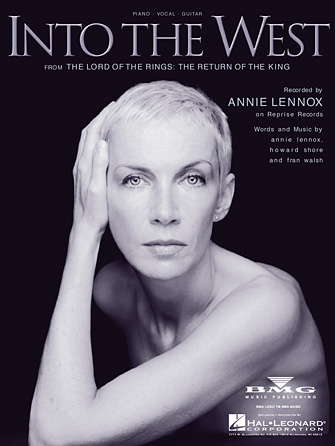 PIANO · VOCAL · GUITAR
INTO THE WEST
FROM THE LORD OF THE RINGS: THE RETURN OF THE KING
Recorded by
ANNIE LENNOX
on Reprise Records
Words and Music by
annie lennox,
howard shore
and fran walsh
BMG
MUSIC PUBLISHING
HAL•LEONARD®
CORPORATION